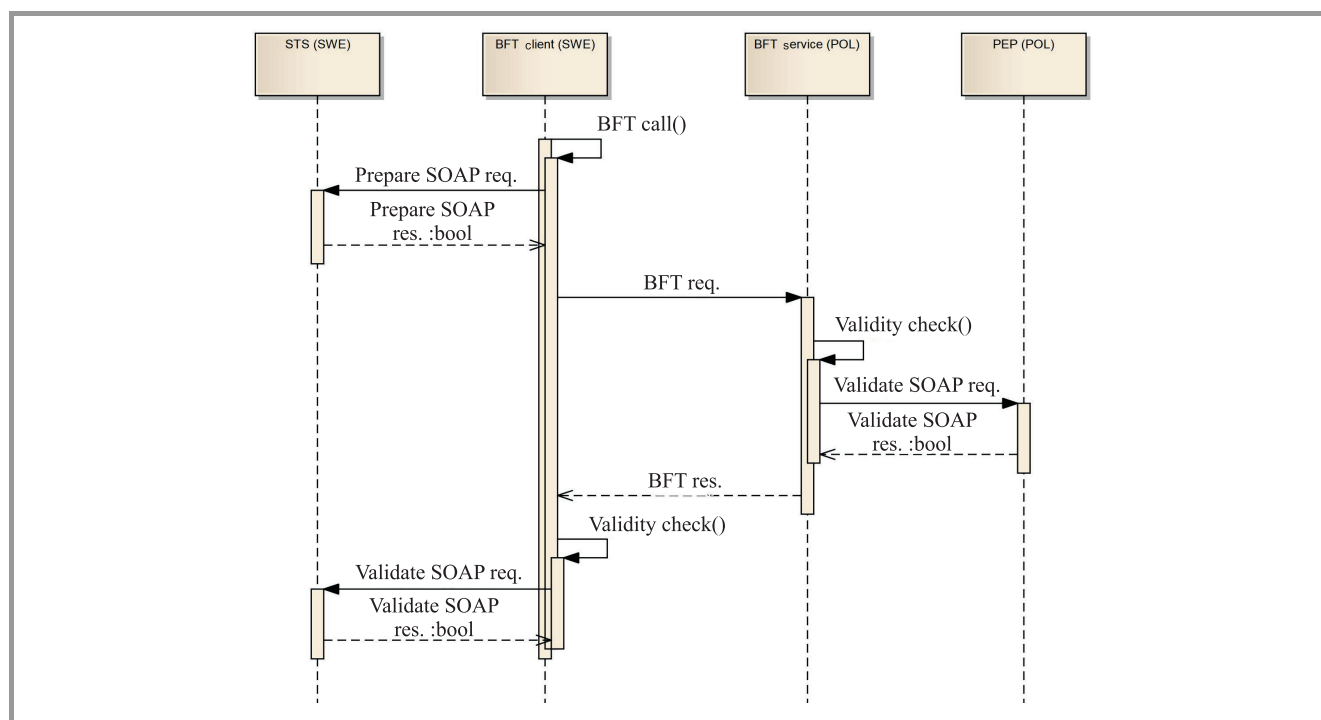 STS (SWE)
BFT client (SWE)
BFT service (POL)
PEP (POL)
BFT call()
Prepare SOAP req.
Prepare SOAP
res. :bool
BFT req.
Validity check()
Validate SOAP req.
Validate SOAP
res. :bool
BFT res.
Validity check()
Validate SOAP req.
Validate SOAP
res. :bool